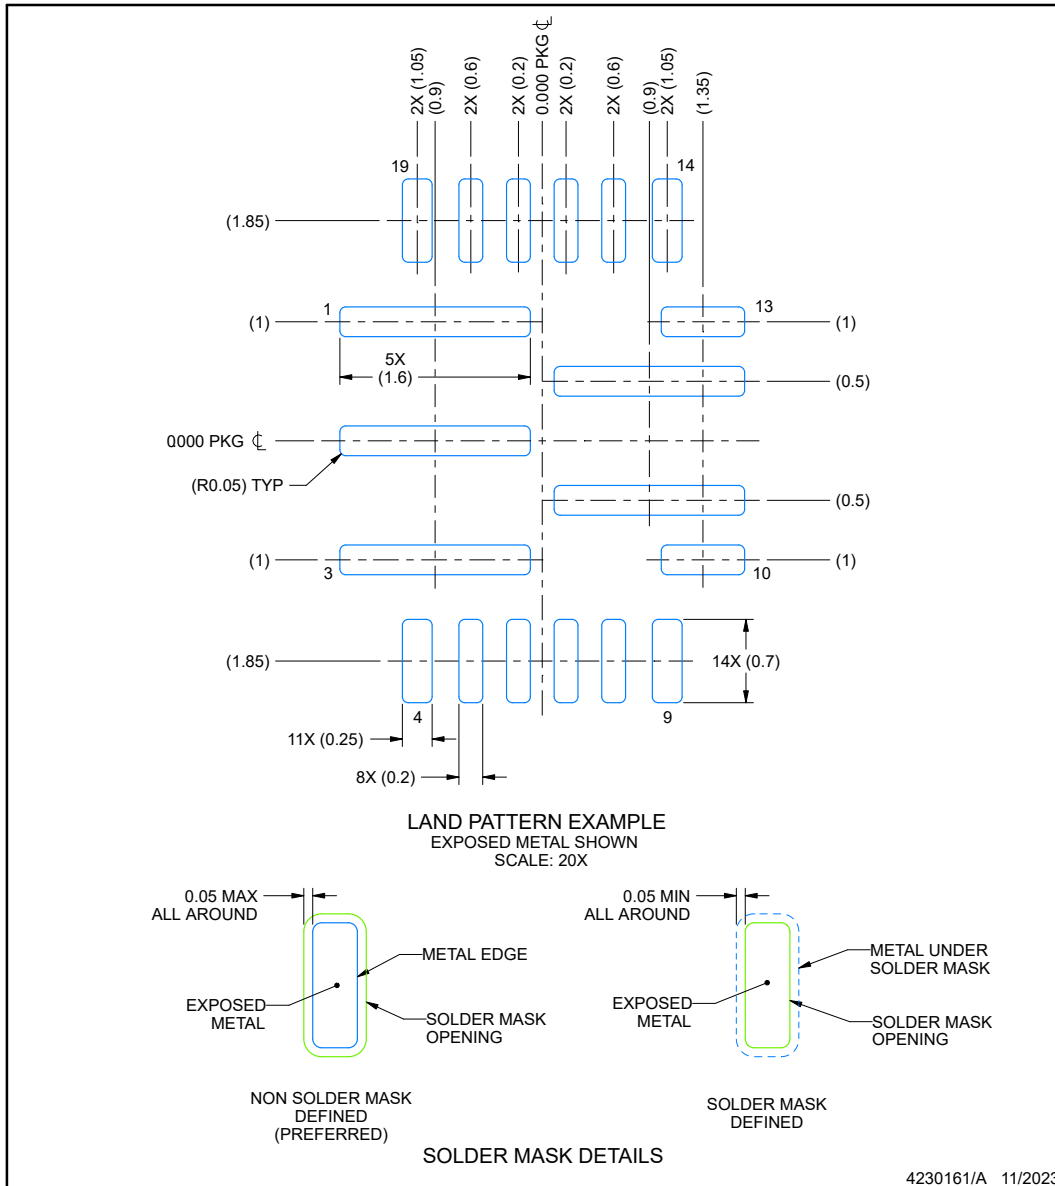 2X (1.05)
(0.9)
2X (0.6)
2X (0.2)
0.000 PKG ℄
2X (0.2)
2X (0.6)
(0.9)
2X (1.05)
(1.35)
19
14
(1.85)
1
13
(1)
(1)
5X
(1.6)
(0.5)
0.000 PKG ℄
(R0.05) TYP
(0.5)
(1)
(1)
3
10
(1.85)
14X (0.7)
4
9
11X (0.25)
8X (0.2)
LAND PATTERN EXAMPLE
EXPOSED METAL SHOWN
SCALE: 20X
0.05 MAX
ALL AROUND
METAL EDGE
EXPOSED
METAL
SOLDER MASK
OPENING
NON SOLDER MASK
DEFINED
(PREFERRED)
0.05 MIN
ALL AROUND
METAL UNDER
SOLDER MASK
EXPOSED
METAL
SOLDER MASK
OPENING
SOLDER MASK
DEFINED
SOLDER MASK DETAILS
4230161/A 11/2023